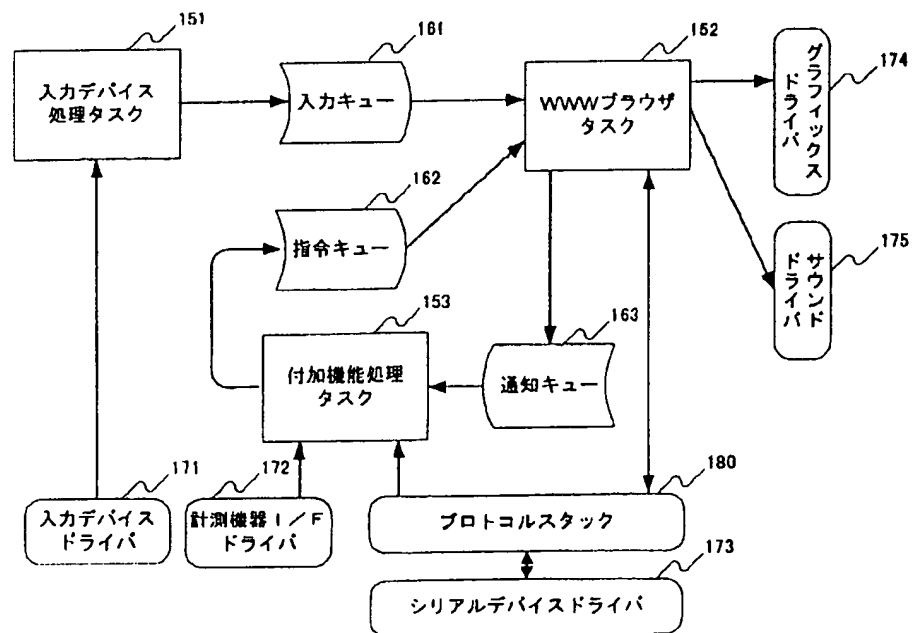 151
入力デバイス
処理タスク
161
入力キュー
152
WWWブラウザ
タスク
グラフィックス
ドライバ
174
162
指令キュー
サウンド
ドライバ
175
153
付加機能処理
タスク
163
通知キュー
171
入力デバイス
ドライバ
172
計測機器I/F
ドライバ
180
プロトコルスタック
173
シリアルデバイスドライバ